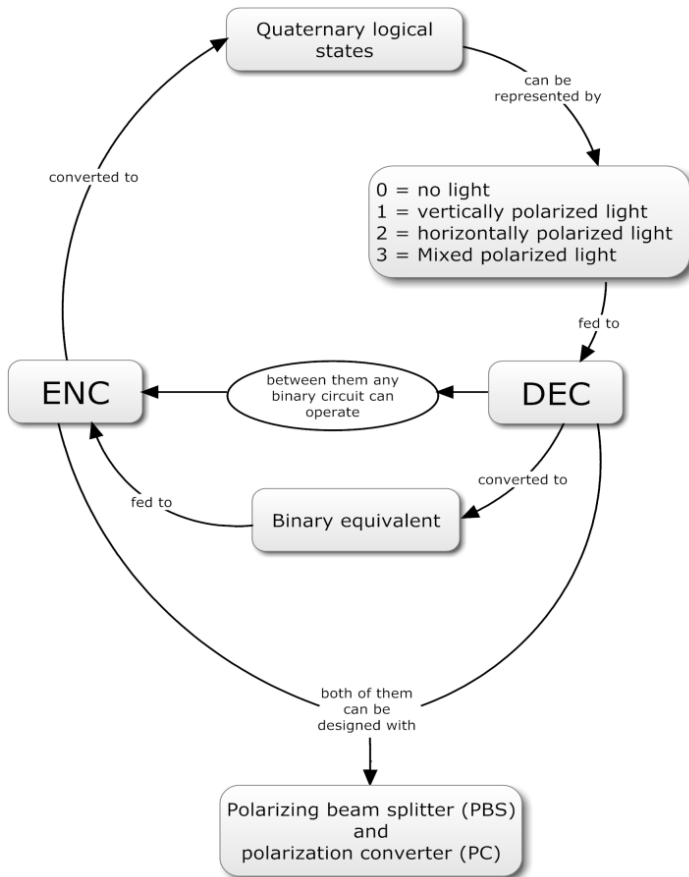 Quaternary logical
states
can be
represented by
converted to
0 = no light
1 = vertically polarized light
2 = horizontally polarized light
3 = Mixed polarized light
fed to
ENC
between them any
binary circuit can
operate
DEC
converted to
fed to
Binary equivalent
both of them
can be
designed with
Polarizing beam splitter (PBS)
and
polarization converter (PC)